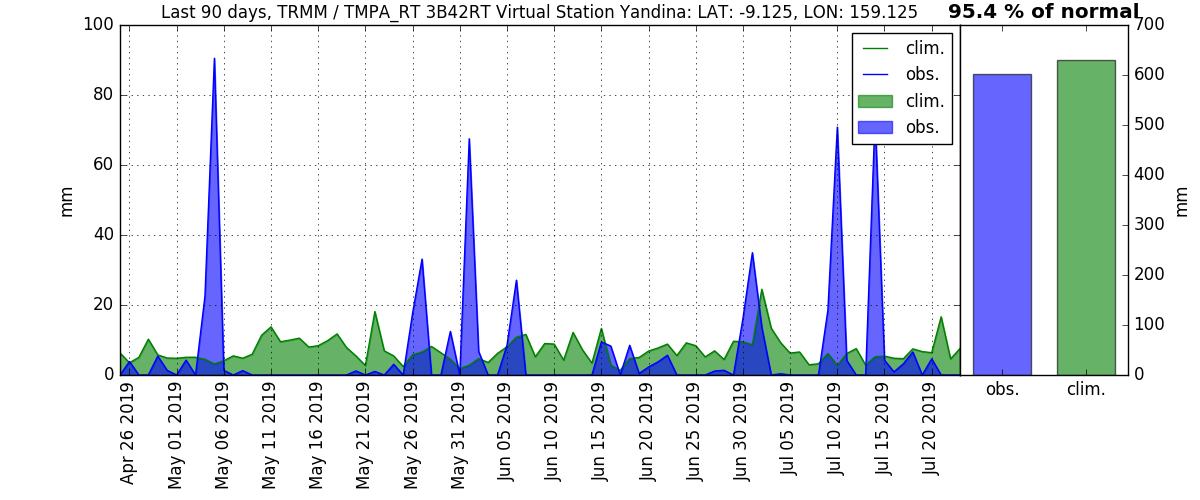 Last 90 days, TRMM / TMPA_RT 3B42RT Virtual Station Yandina: LAT: -9.125, LON: 159.125
95.4 % of normal
100
80
60
40
20
0
mm
clim.
obs.
clim.
obs.
700
600
500
400
300
200
100
0
mm
Apr 26 2019
May 01 2019
May 06 2019
May 11 2019
May 16 2019
May 21 2019
May 26 2019
May 31 2019
Jun 05 2019
Jun 10 2019
Jun 15 2019
Jun 20 2019
Jun 25 2019
Jun 30 2019
Jul 05 2019
Jul 10 2019
Jul 15 2019
Jul 20 2019
obs.
clim.